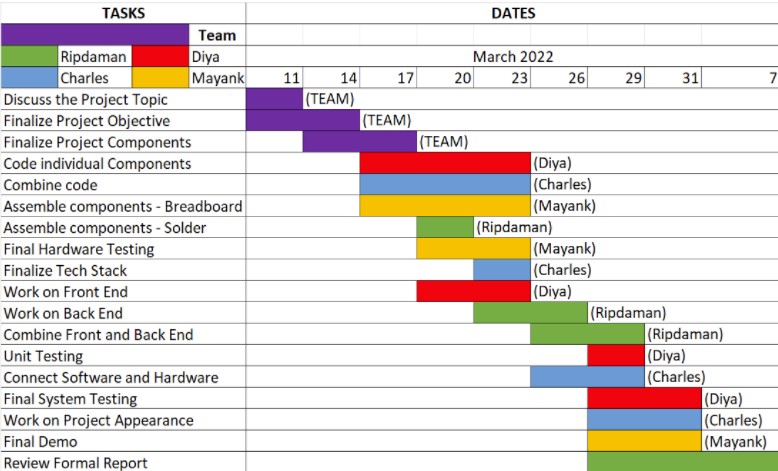 TASKS DATES
Team
Ripdaman Diya March 2022
Charles Mayank 11 14 17 20 23 26 29 31 7
Discuss the Project Topic (TEAM)
Finalize Project Objective (TEAM)
Finalize Project Components (TEAM)
Code individual Components (Diya)
Combine code (Charles)
Assemble components - Breadboard (Mayank)
Assemble components - Solder (Ripdaman)
Final Hardware Testing (Mayank)
Finalize Tech Stack (Charles)
Work on Front End (Diya)
Work on Back End (Ripdaman)
Combine Front and Back End (Ripdaman)
Unit Testing (Diya)
Connect Software and Hardware (Charles)
Final System Testing (Diya)
Work on Project Appearance (Charles)
Final Demo (Mayank)
Review Formal Report